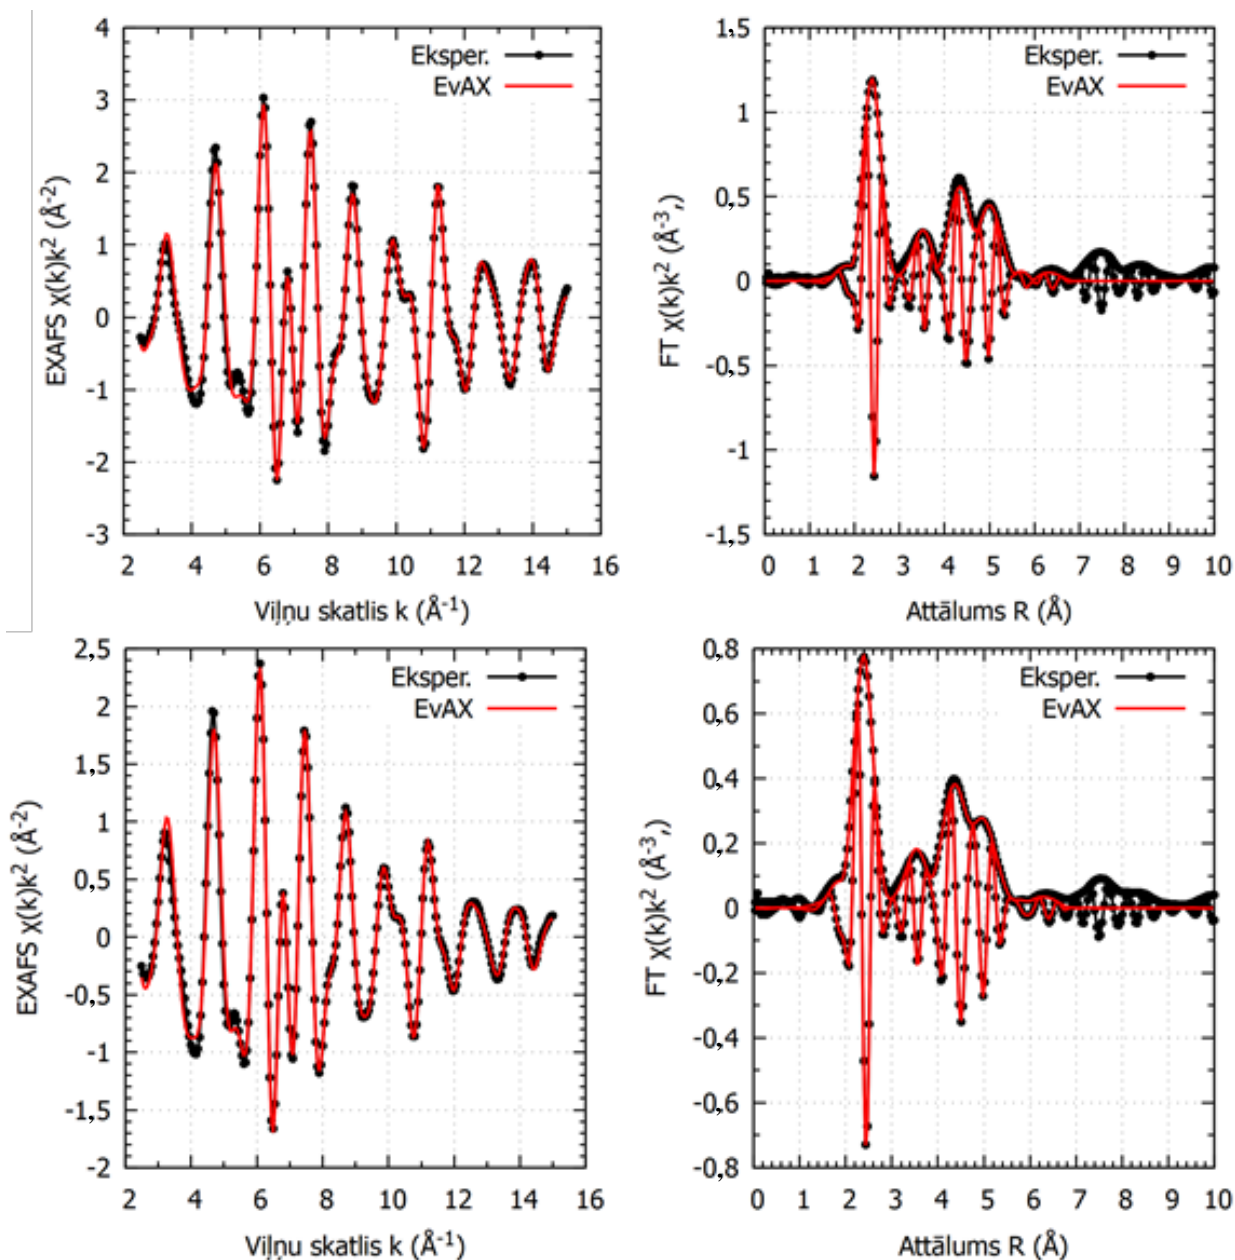 4
3
2
1
0
-1
-2
-3
EXAFS χ(k)k² (Å⁻²)
Eksper.
EvAX
2 4 6 8 10 12 14 16
Viļņu skatlis k (Å⁻¹)
1,5
1
0,5
0
-0,5
-1
-1,5
FT χ(k)k² (Å⁻³,)
Eksper.
EvAX
0 1 2 3 4 5 6 7 8 9 10
Attālums R (Å)
2,5
2
1,5
1
0,5
0
-0,5
-1
-1,5
-2
EXAFS χ(k)k² (Å⁻²)
Eksper.
EvAX
2 4 6 8 10 12 14 16
Viļņu skatlis k (Å⁻¹)
0,8
0,6
0,4
0,2
0
-0,2
-0,4
-0,6
-0,8
FT χ(k)k² (Å⁻³,)
Eksper.
EvAX
0 1 2 3 4 5 6 7 8 9 10
Attālums R (Å)